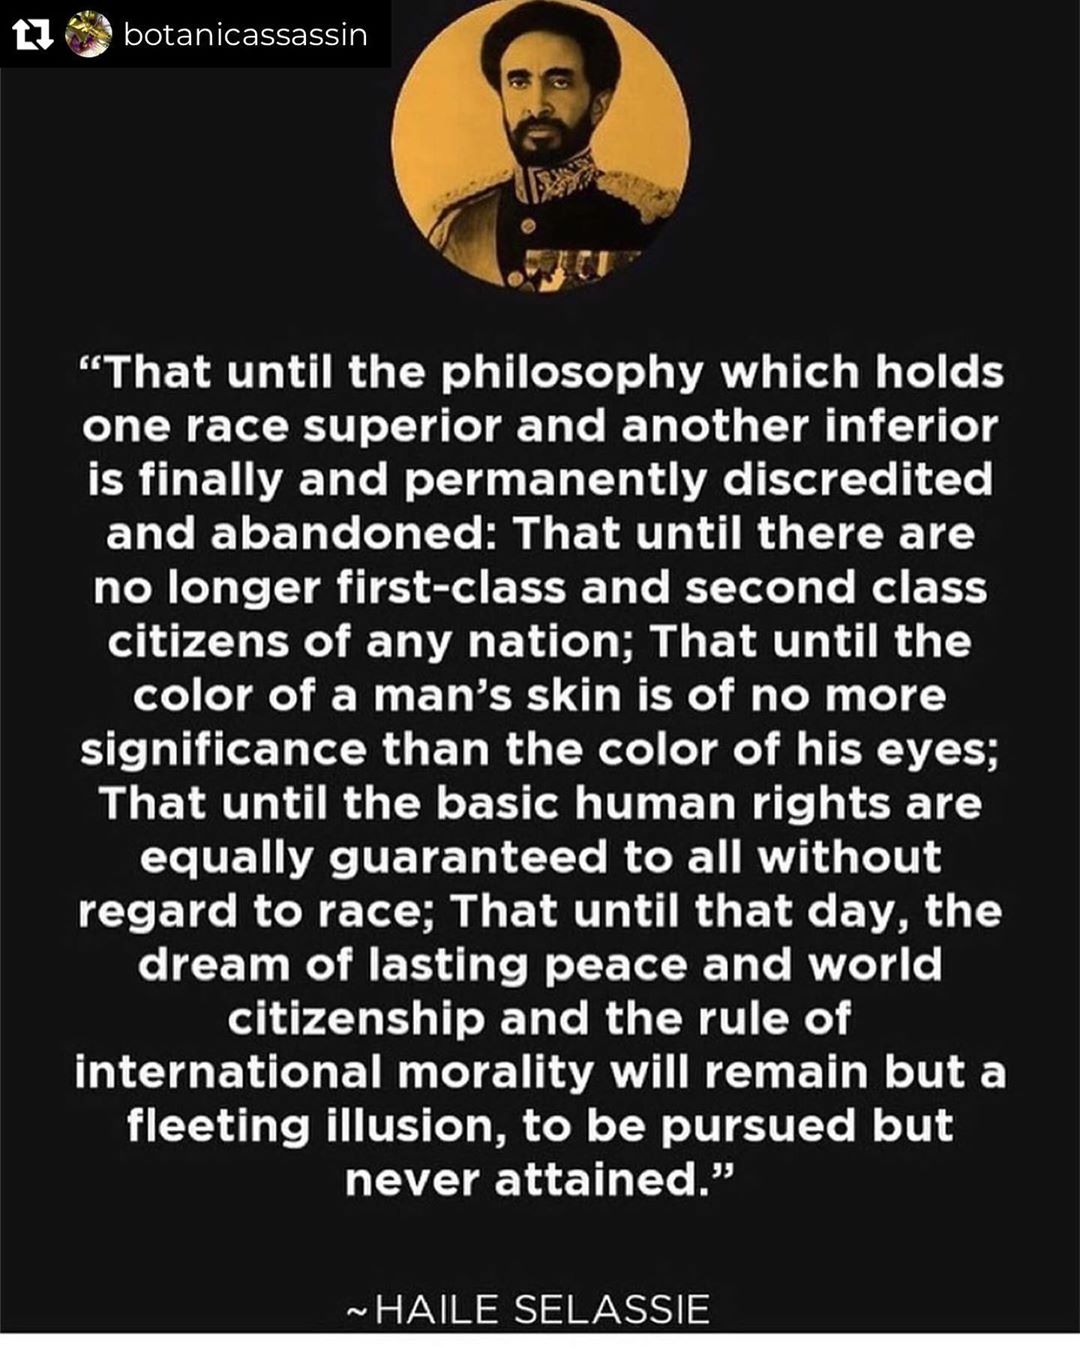 botanicassassin
“That until the philosophy which holds
one race superior and another inferior
is finally and permanently discredited
and abandoned: That until there are
no longer first-class and second class
citizens of any nation; That until the
color of a man’s skin is of no more
significance than the color of his eyes;
That until the basic human rights are
equally guaranteed to all without
regard to race; That until that day, the
dream of lasting peace and world
citizenship and the rule of
international morality will remain but a
fleeting illusion, to be pursued but
never attained.”
~HAILE SELASSIE